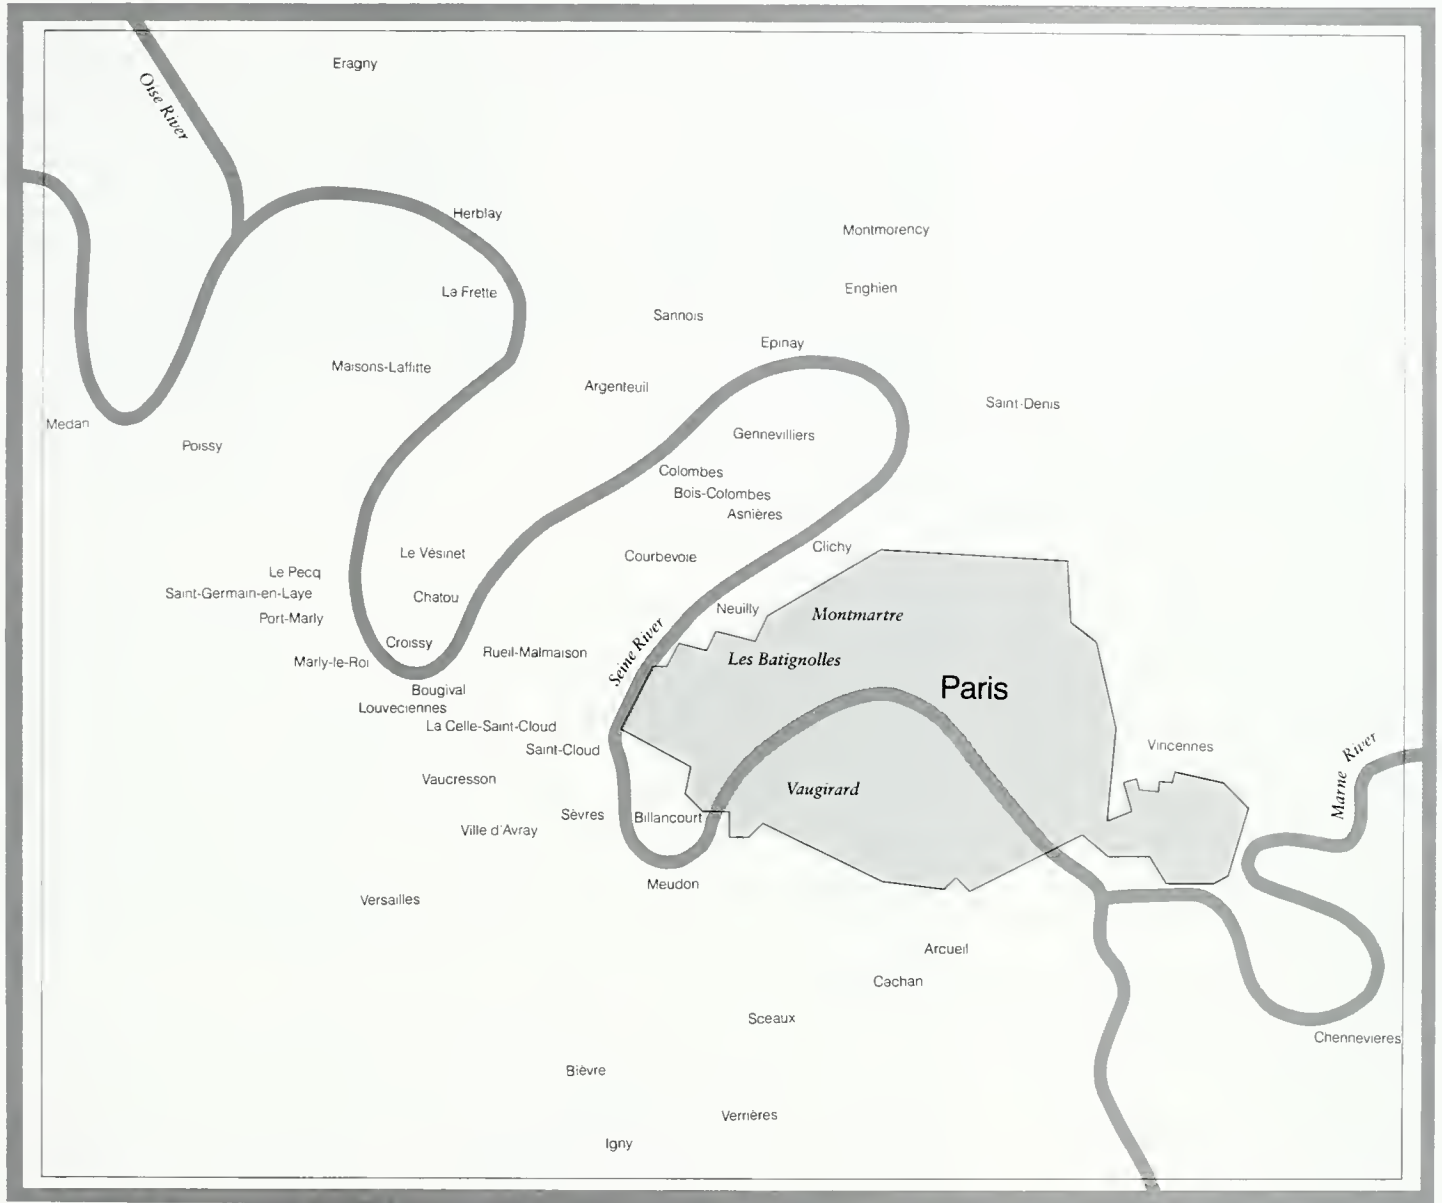 Eragny
Oise River
Herblay
Montmorency
La Frette
Enghien
Sannois
Epinay
Maisons-Laffitte
Argenteuil
Saint-Denis
Medan
Gennevilliers
Poissy
Colombes
Bois-Colombes
Asnières
Clichy
Le Vésinet
Courbevoie
Le Pecq
Saint-Germain-en-Laye
Chatou
Port-Marly
Neuilly
Montmartre
Croissy
Seine River
Rueil-Malmaison
Marly-le-Roi
Les Batignolles
Paris
Bougival
Louveciennes
La Celle-Saint-Cloud
Saint-Cloud
Vincennes
Marne River
Vaucresson
Vaugirard
Sèvres
Billancourt
Ville d'Avray
Meudon
Versailles
Arcueil
Cachan
Sceaux
Chennevieres
Bièvre
Verrières
Igny